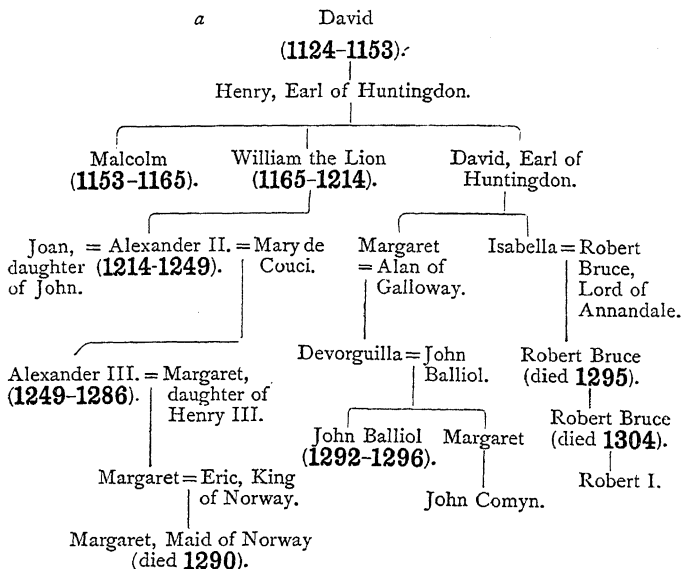 a David
(1124–1153).
Henry, Earl of Huntingdon.
Malcolm William the Lion David, Earl of
(1153–1165). (1165–1214). Huntingdon.
Joan, = Alexander II. = Mary de Margaret Isabella = Robert
daughter (1214-1249). Couci. = Alan of Bruce,
of John. Galloway. Lord of
Annandale.
Devorguilla = John Robert Bruce
Alexander III. = Margaret, Balliol. (died 1295).
(1249–1286). daughter of
Henry III. Robert Bruce
John Balliol Margaret (died 1304).
(1292–1296).
Margaret = Eric, King Robert I.
of Norway. John Comyn.
Margaret, Maid of Norway
(died 1290).